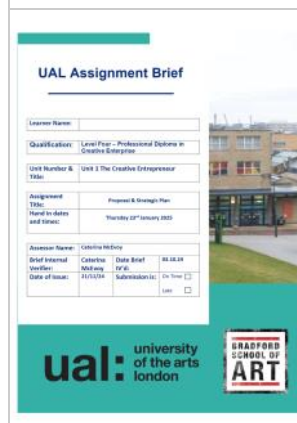 UAL Assignment Brief
Learner Name:
Qualification: Level Four – Professional Diploma in
Creative Enterprise
Unit Number & Unit 3 The Creative Entrepreneur
Title:
Assignment Proposal & Strategic Plan
Title:
Hand in dates Thursday 23rd January 2025
and times:
Assessor Name: Caterina McEvoy
Brief Internal Caterina Date Brief
Verifier: McEvoy IV'd:
Date of Issue: Submission is: On Time
Late
ual: university
of the arts
london
BRADFORD
SCHOOL OF
ART